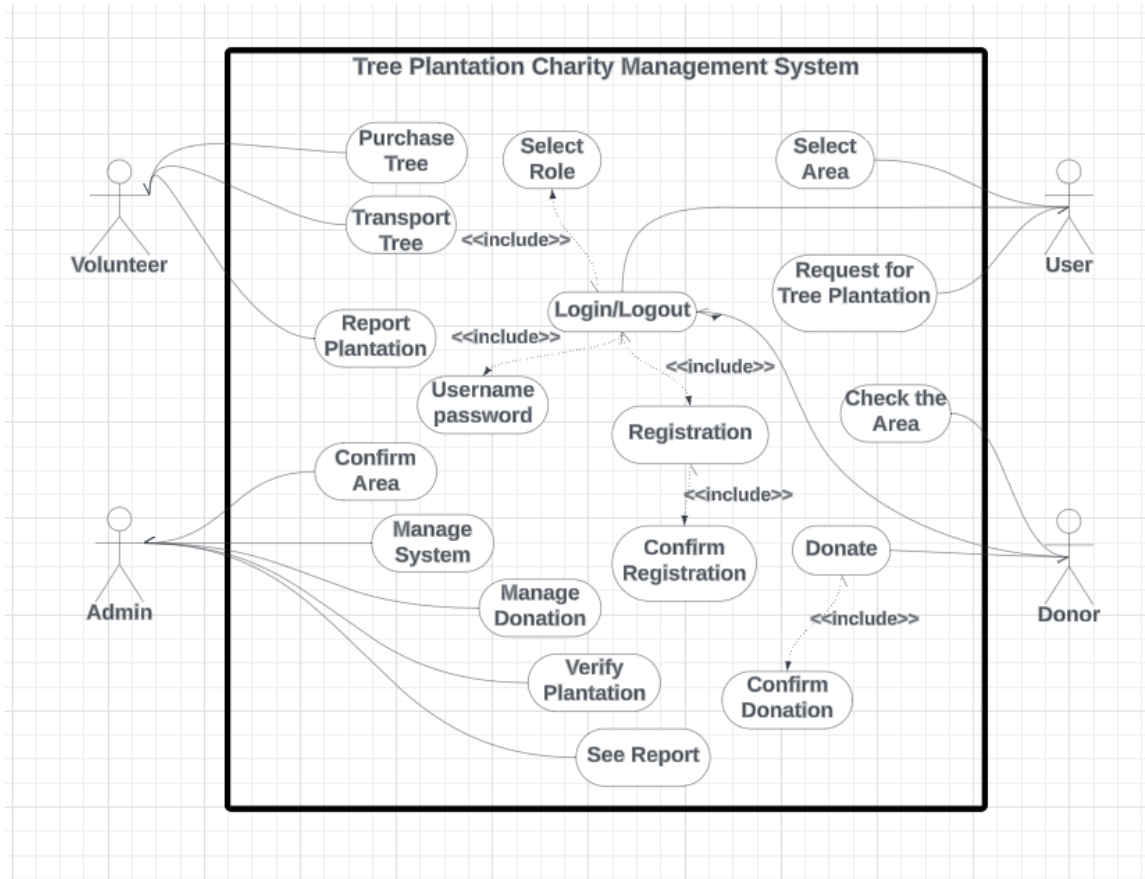 Tree Plantation Charity Management System
Purchase
Tree
Select
Role
Select
Area
Transport
Tree
<<include>>
Volunteer
User
Request for
Tree Plantation
Login/Logout
Report
Plantation
<<include>>
<<include>>
Username
password
Check the
Area
Registration
Confirm
Area
<<include>>
Manage
System
Confirm
Registration
Donate
Admin
Manage
Donation
Donor
<<include>>
Verify
Plantation
Confirm
Donation
See Report